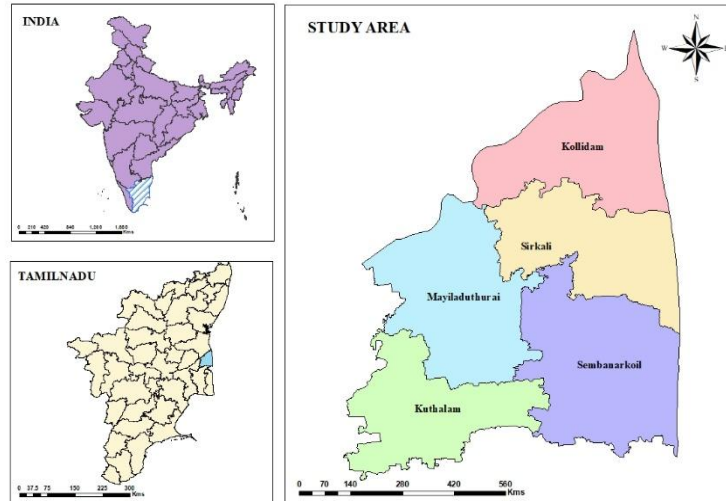 INDIA
0 210 420 840 1,260 1,680
Kms
TAMILNADU
0 37.5 75 150 225 300
Kms
STUDY AREA
N
W
E
S
Kollidam
Sirkali
Mayiladuthurai
Sembanarkoil
Kuthalam
0 70 140 280 420 560
Kms